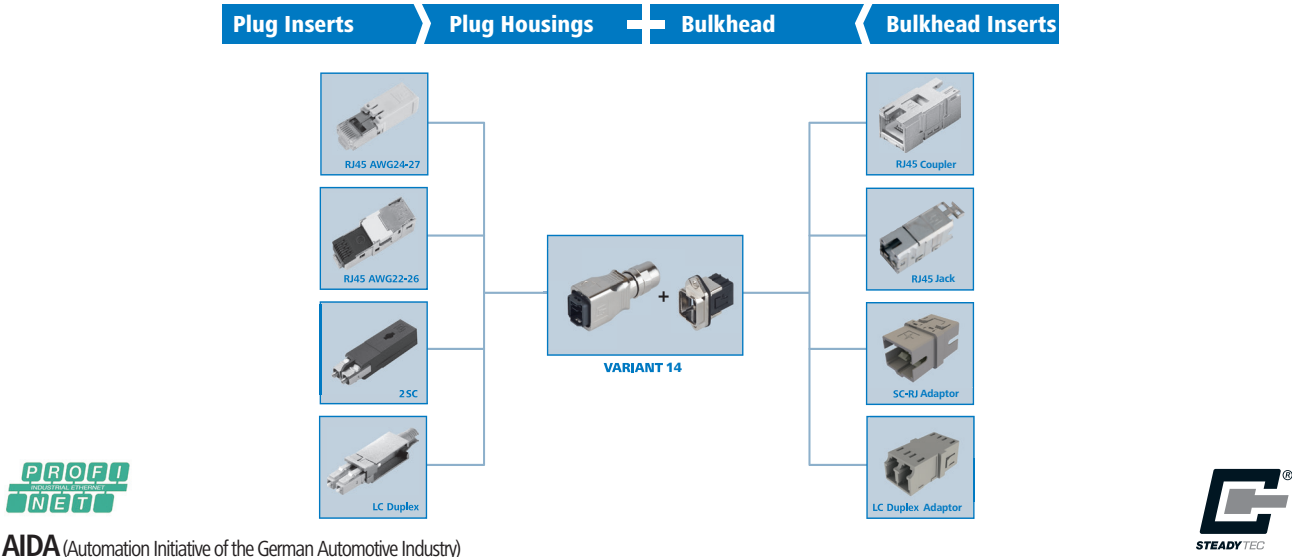 Plug Inserts
Plug Housings
Bulkhead
Bulkhead Inserts
RJ45 AWG24-27
RJ45 AWG22-26
2 SC
LC Duplex
+
VARIANT 14
RJ45 Coupler
RJ45 Jack
SC-RJ Adaptor
LC Duplex Adaptor
PROFI
INDUSTRIAL ETHERNET
NET
®
STEADYTEC
AIDA (Automation Initiative of the German Automotive Industry)